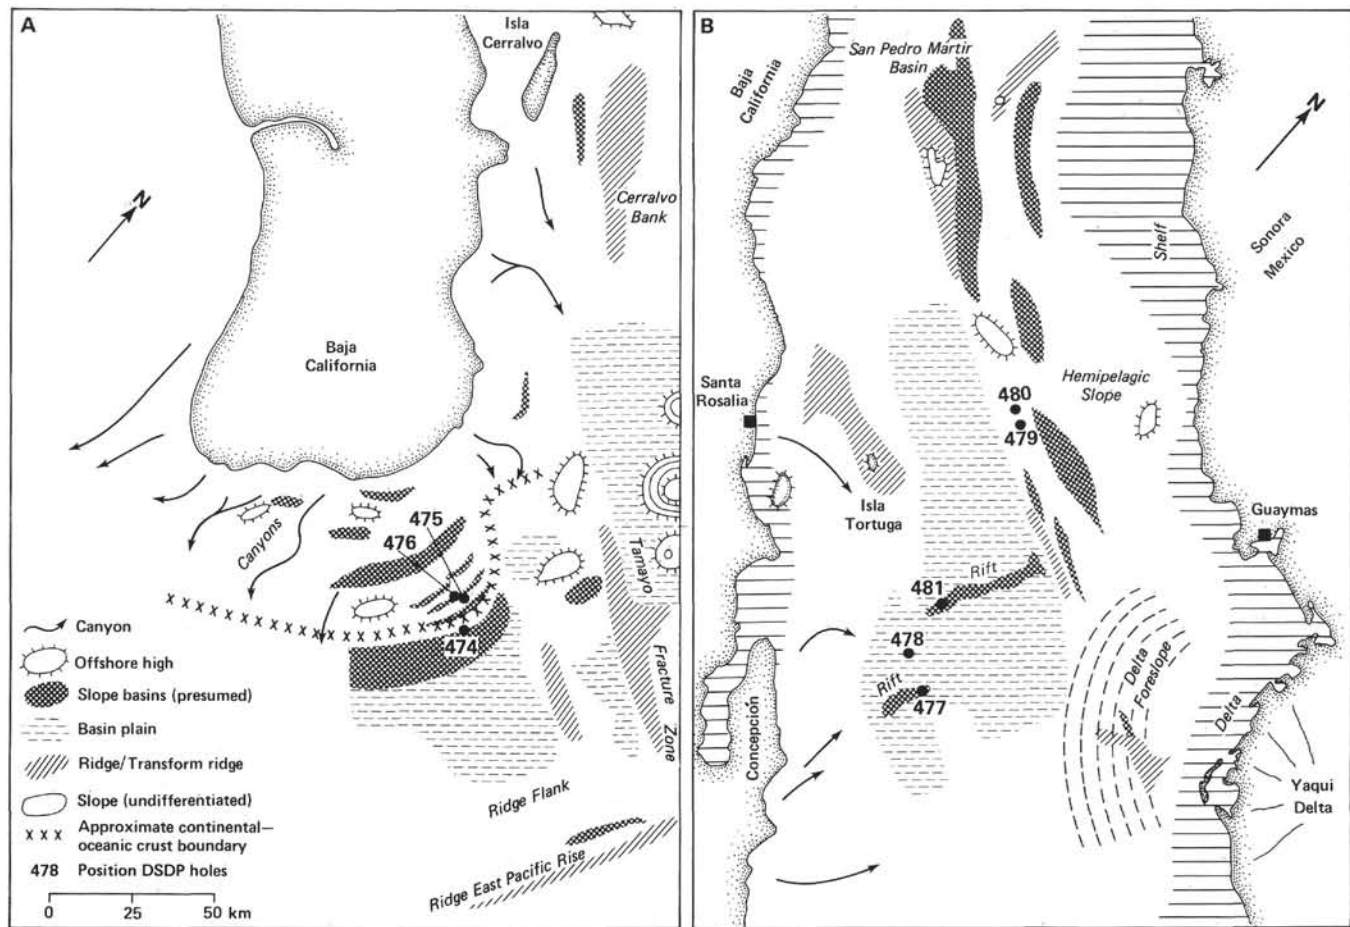 A
Isla
Cerralvo
N
Cerralvo
Bank
Baja
California
Canyons
475
476
474
Tamayo
Fracture
Zone
Ridge Flank
Ridge East Pacific Rise
Canyon
Offshore high
Slope basins (presumed)
Basin plain
Ridge/Transform ridge
Slope (undifferentiated)
x x x Approximate continental—
oceanic crust boundary
478 Position DSDP holes
0 25 50 km
B
Baja
California
San Pedro Martir
Basin
N
Shelf
Sonora
Mexico
Santa
Rosalia
Hemipelagic
Slope
480
479
Isla
Tortuga
Guaymas
Rift
481
478
Rift
477
Delta
Foreslope
Delta
Concepción
Yaqui
Delta